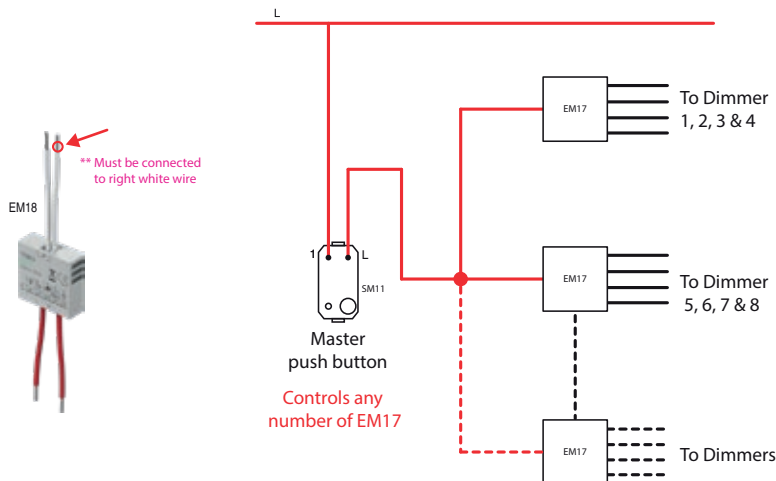 L
EM17
To Dimmer
1, 2, 3 & 4
** Must be connected
to right white wire
EM18
1
L
SM11
EM17
To Dimmer
5, 6, 7 & 8
Master
push button
Controls any
number of EM17
EM17
To Dimmers